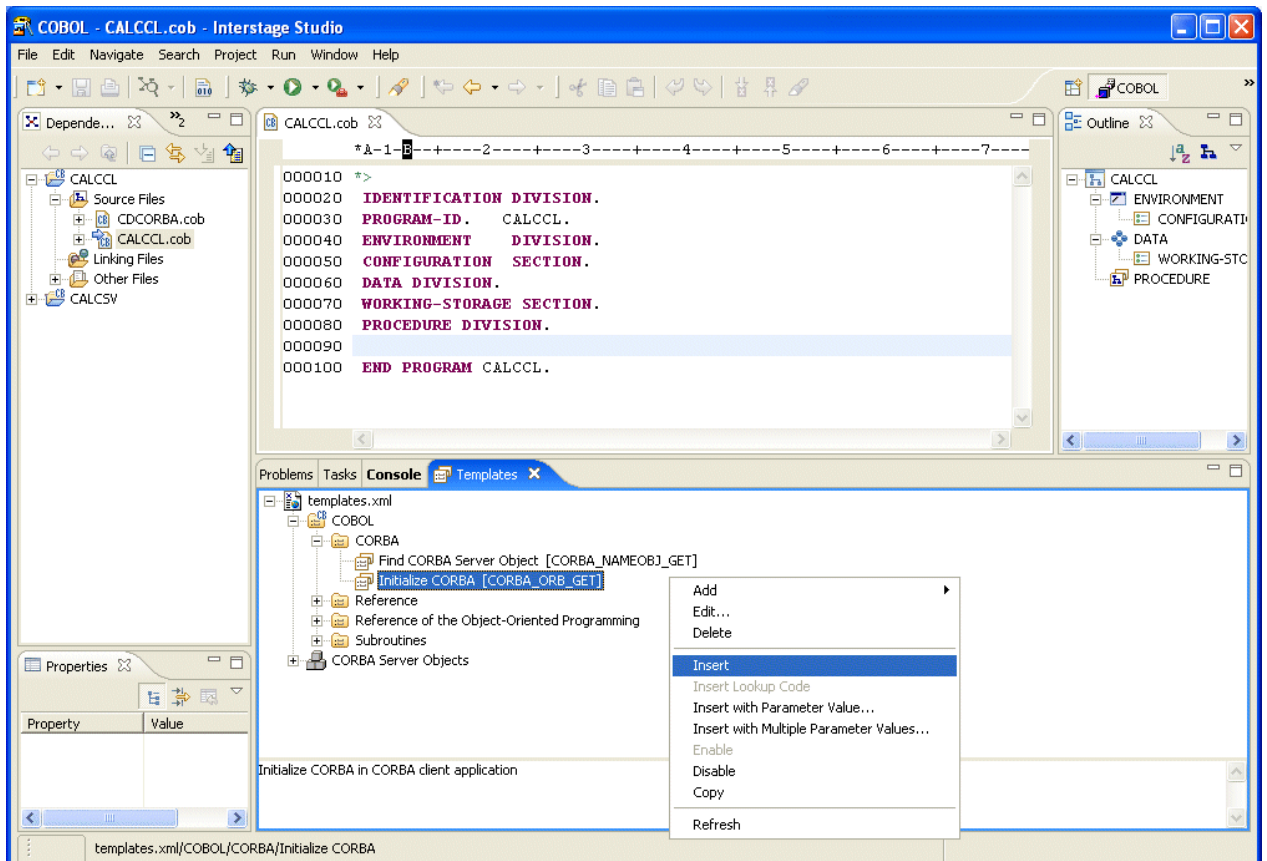 COBOL - CALCCL.cob - Interstage Studio
File Edit Navigate Search Project Run Window Help
COBOL
»
Depende... »2
CALCCL
Source Files
CDCORBA.cob
CALCCL.cob
Linking Files
Other Files
CALCSV
CALCCL.cob
*A-1-B--+----2----+----3----+----4----+----5----+----6----+----7----
000010 *>
000020 IDENTIFICATION DIVISION.
000030 PROGRAM-ID. CALCCL.
000040 ENVIRONMENT DIVISION.
000050 CONFIGURATION SECTION.
000060 DATA DIVISION.
000070 WORKING-STORAGE SECTION.
000080 PROCEDURE DIVISION.
000090
000100 END PROGRAM CALCCL.
Outline
CALCCL
ENVIRONMENT
CONFIGURATI
DATA
WORKING-STC
PROCEDURE
Problems Tasks Console Templates
templates.xml
COBOL
CORBA
Find CORBA Server Object [CORBA_NAMEOBJ_GET]
Initialize CORBA [CORBA_ORB_GET]
Reference
Reference of the Object-Oriented Programming
Subroutines
CORBA Server Objects
Add
Edit...
Delete
Insert
Insert Lookup Code
Insert with Parameter Value...
Insert with Multiple Parameter Values...
Enable
Disable
Copy
Refresh
Initialize CORBA in CORBA client application
Properties
Property Value
templates.xml/COBOL/CORBA/Initialize CORBA